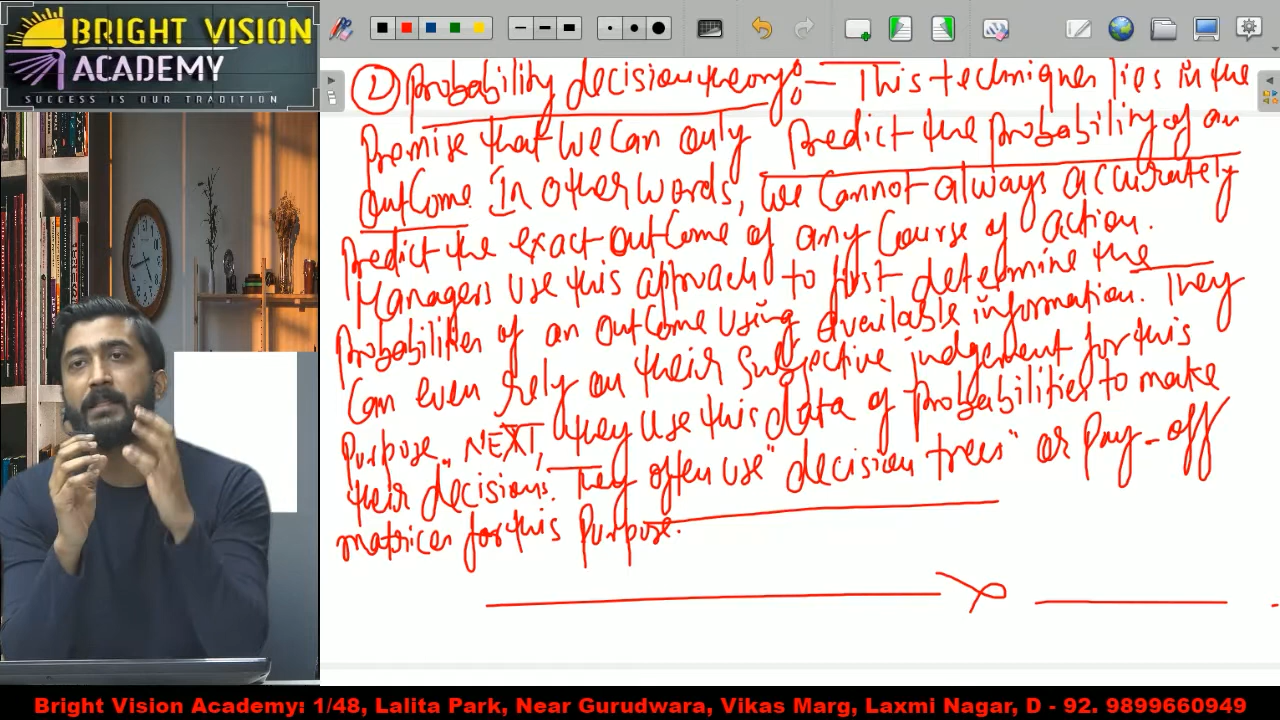 BRIGHT VISION
ACADEMY
SUCCESS IS OUR TRADITION
② Probability decision theory:— This techniques lies in the
Premise that we can only Predict the probability of an
outcome. In other words, we cannot always accurately
Predict the exact outcome of any Course of action.
Managers use this approach to first determine the
Probabilities of an outcome using available information. They
Can even rely on their subjective judgement for this
Purpose. NEXT, they use this data of probabilities to make
their decisions. They often use "decision trees" or Pay-off
matrices for this Purpose.
Bright Vision Academy: 1/48, Lalita Park, Near Gurudwara, Vikas Marg, Laxmi Nagar, D - 92. 9899660949